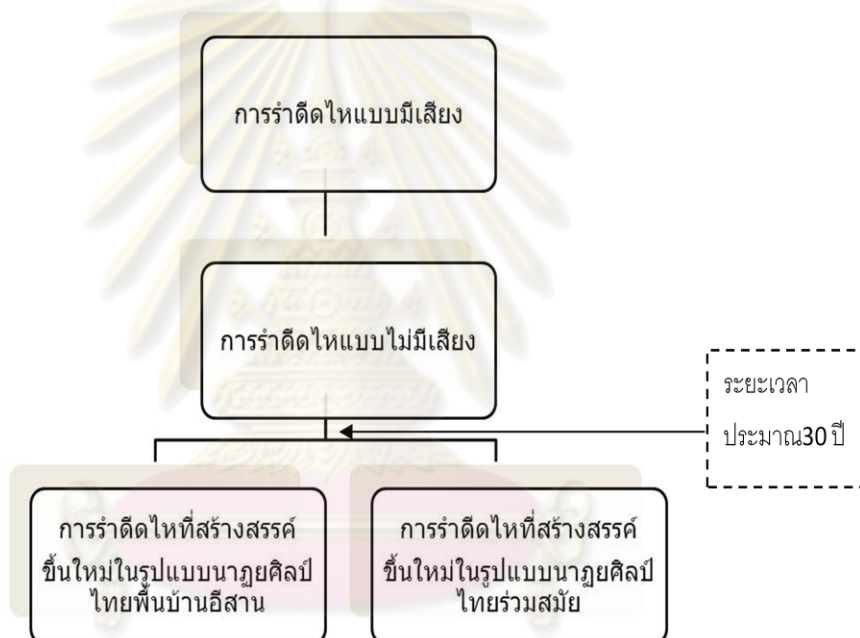 การรำดีดไหแบบมีเสียง
การรำดีดไหแบบไม่มีเสียง
ระยะเวลา
ประมาณ30 ปี
การรำดีดไหที่สร้างสรรค์
ขึ้นใหม่ในรูปแบบนาฏยศิลป์
ไทยพื้นบ้านอีสาน
การรำดีดไหที่สร้างสรรค์
ขึ้นใหม่ในรูปแบบนาฏยศิลป์
ไทยร่วมสมัย